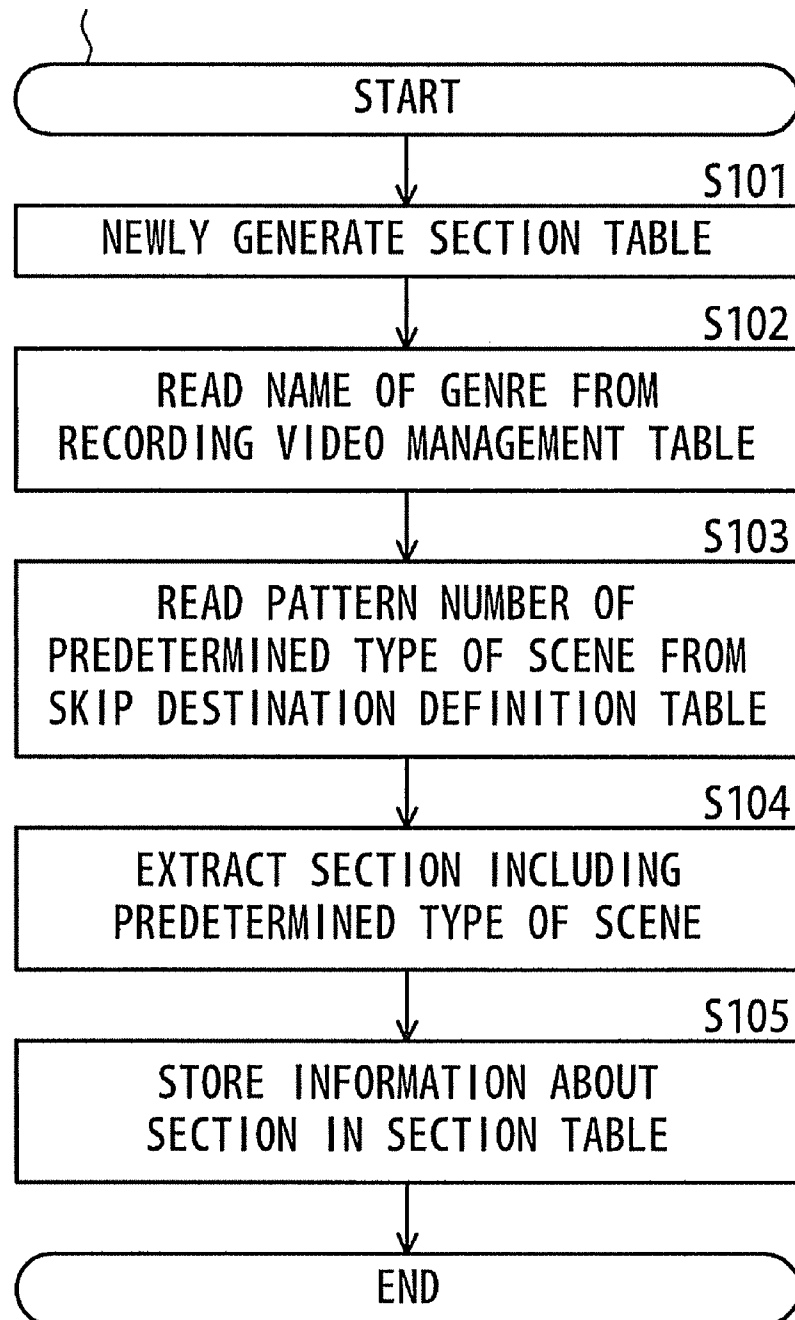 START
S101
NEWLY GENERATE SECTION TABLE
S102
READ NAME OF GENRE FROM
RECORDING VIDEO MANAGEMENT TABLE
S103
READ PATTERN NUMBER OF
PREDETERMINED TYPE OF SCENE FROM
SKIP DESTINATION DEFINITION TABLE
S104
EXTRACT SECTION INCLUDING
PREDETERMINED TYPE OF SCENE
S105
STORE INFORMATION ABOUT
SECTION IN SECTION TABLE
END